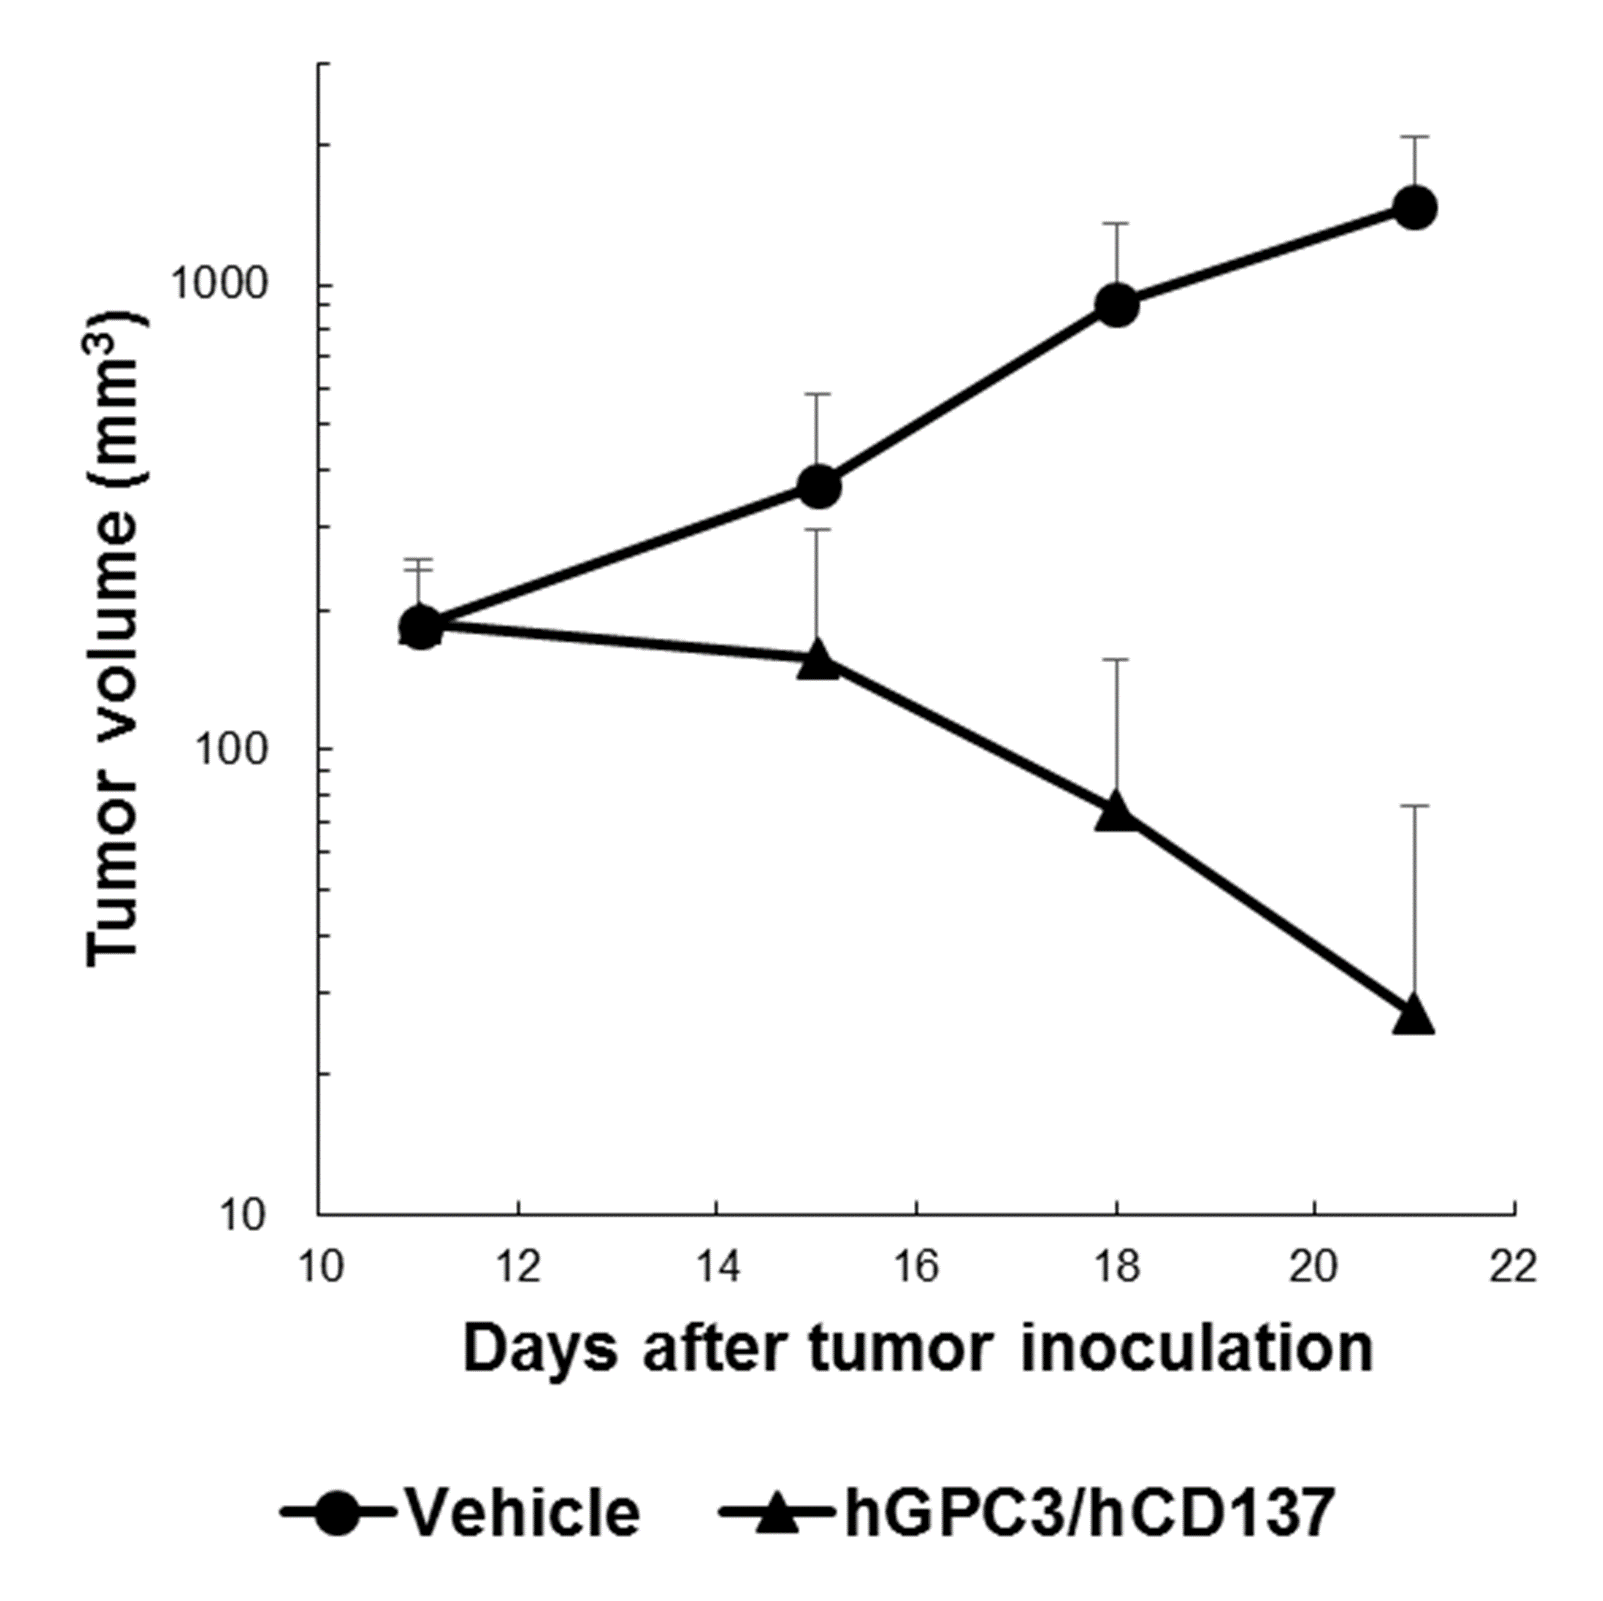 Tumor volume (mm³)
1000
100
10
10 12 14 16 18 20 22
Days after tumor inoculation
Vehicle hGPC3/hCD137